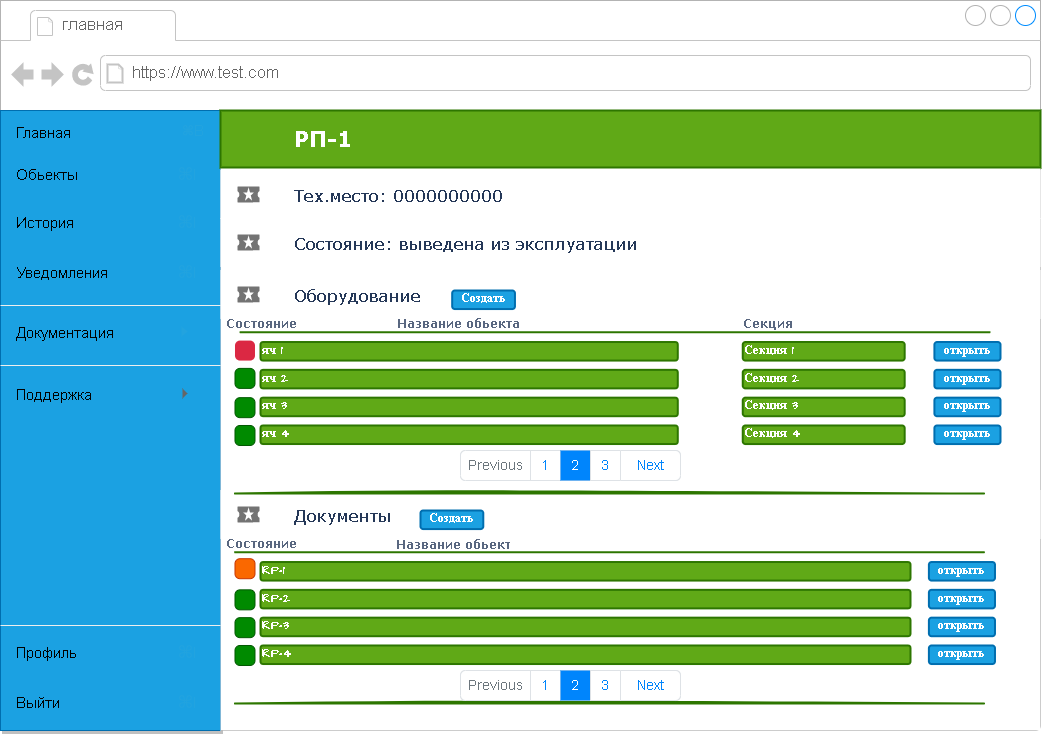 главная
https://www.test.com
Главная
Обьекты
История
Уведомления
Документация
Поддержка
Профиль
Выйти
РП-1
Тех.место: 0000000000
Состояние: выведена из эксплуатации
Оборудование Создать
Состояние Название обьекта Секция
яч 1 Секция 1 открыть
яч 2 Секция 2 открыть
яч 3 Секция 3 открыть
яч 4 Секция 4 открыть
Previous 1 2 3 Next
Документы Создать
Состояние Название обьект
RP-1 открыть
RP-2 открыть
RP-3 открыть
RP-4 открыть
Previous 1 2 3 Next